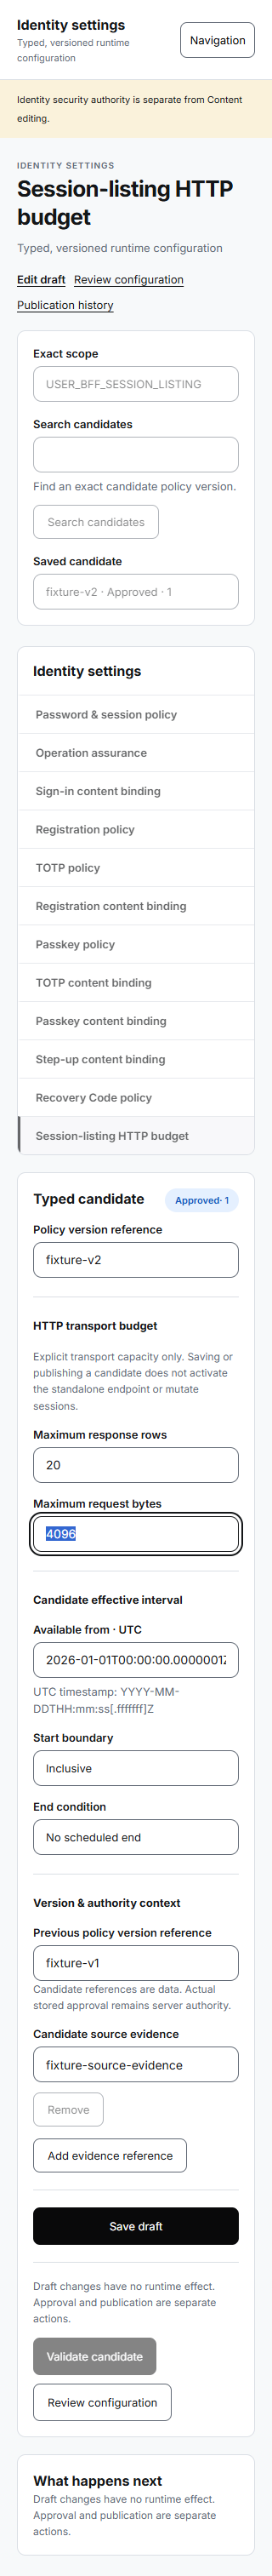 Identity settings
Typed, versioned runtime
configuration
Navigation
Identity security authority is separate from Content
editing.
IDENTITY SETTINGS
Session-listing HTTP
budget
Typed, versioned runtime configuration
Edit draft Review configuration
Publication history
Exact scope
USER_BFF_SESSION_LISTING
Search candidates
Find an exact candidate policy version.
Search candidates
Saved candidate
fixture-v2 · Approved · 1
Identity settings
Password & session policy
Operation assurance
Sign-in content binding
Registration policy
TOTP policy
Registration content binding
Passkey policy
TOTP content binding
Passkey content binding
Step-up content binding
Recovery Code policy
Session-listing HTTP budget
Typed candidate
Approved· 1
Policy version reference
fixture-v2
HTTP transport budget
Explicit transport capacity only. Saving or
publishing a candidate does not activate
the standalone endpoint or mutate
sessions.
Maximum response rows
20
Maximum request bytes
4096
Candidate effective interval
Available from · UTC
2026-01-01T00:00:00.0000001Z
UTC timestamp: YYYY-MM-
DDTHH:mm:ss[.fffffff]Z
Start boundary
Inclusive
End condition
No scheduled end
Version & authority context
Previous policy version reference
fixture-v1
Candidate references are data. Actual
stored approval remains server authority.
Candidate source evidence
fixture-source-evidence
Remove
Add evidence reference
Save draft
Draft changes have no runtime effect.
Approval and publication are separate
actions.
Validate candidate
Review configuration
What happens next
Draft changes have no runtime effect.
Approval and publication are separate
actions.